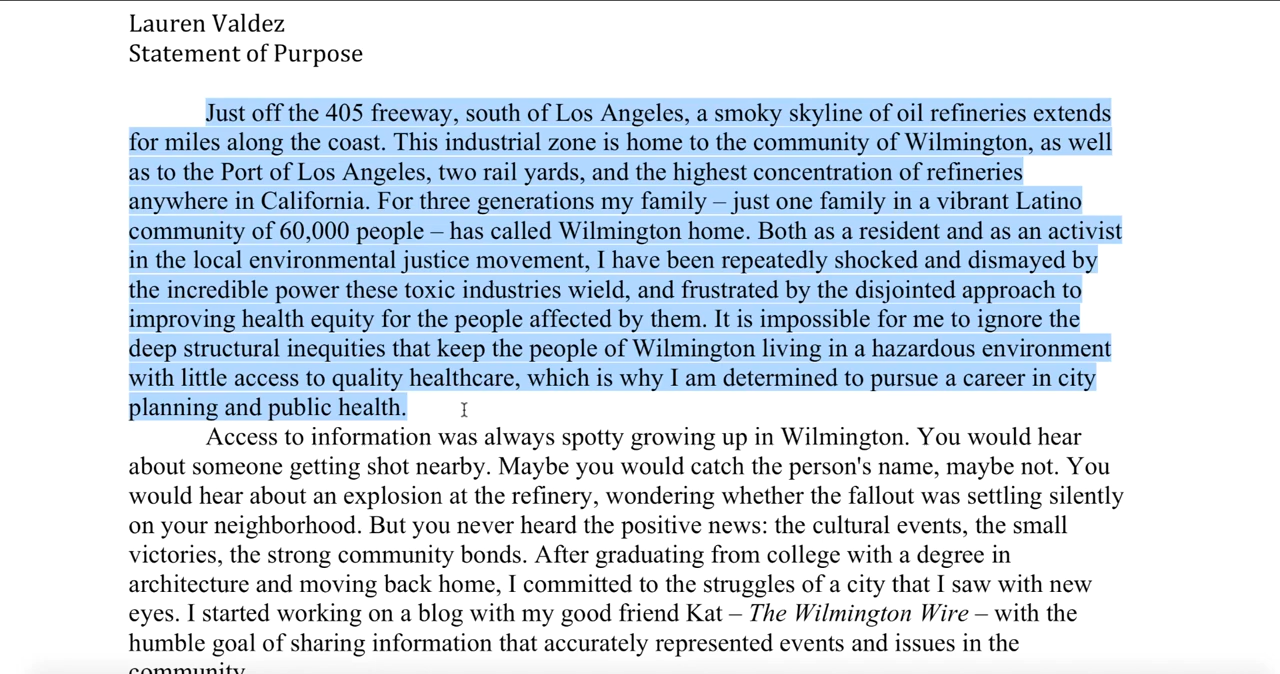 Lauren Valdez
Statement of Purpose
Just off the 405 freeway, south of Los Angeles, a smoky skyline of oil refineries extends
for miles along the coast. This industrial zone is home to the community of Wilmington, as well
as to the Port of Los Angeles, two rail yards, and the highest concentration of refineries
anywhere in California. For three generations my family – just one family in a vibrant Latino
community of 60,000 people – has called Wilmington home. Both as a resident and as an activist
in the local environmental justice movement, I have been repeatedly shocked and dismayed by
the incredible power these toxic industries wield, and frustrated by the disjointed approach to
improving health equity for the people affected by them. It is impossible for me to ignore the
deep structural inequities that keep the people of Wilmington living in a hazardous environment
with little access to quality healthcare, which is why I am determined to pursue a career in city
planning and public health.
Access to information was always spotty growing up in Wilmington. You would hear
about someone getting shot nearby. Maybe you would catch the person's name, maybe not. You
would hear about an explosion at the refinery, wondering whether the fallout was settling silently
on your neighborhood. But you never heard the positive news: the cultural events, the small
victories, the strong community bonds. After graduating from college with a degree in
architecture and moving back home, I committed to the struggles of a city that I saw with new
eyes. I started working on a blog with my good friend Kat – The Wilmington Wire – with the
humble goal of sharing information that accurately represented events and issues in the
community.